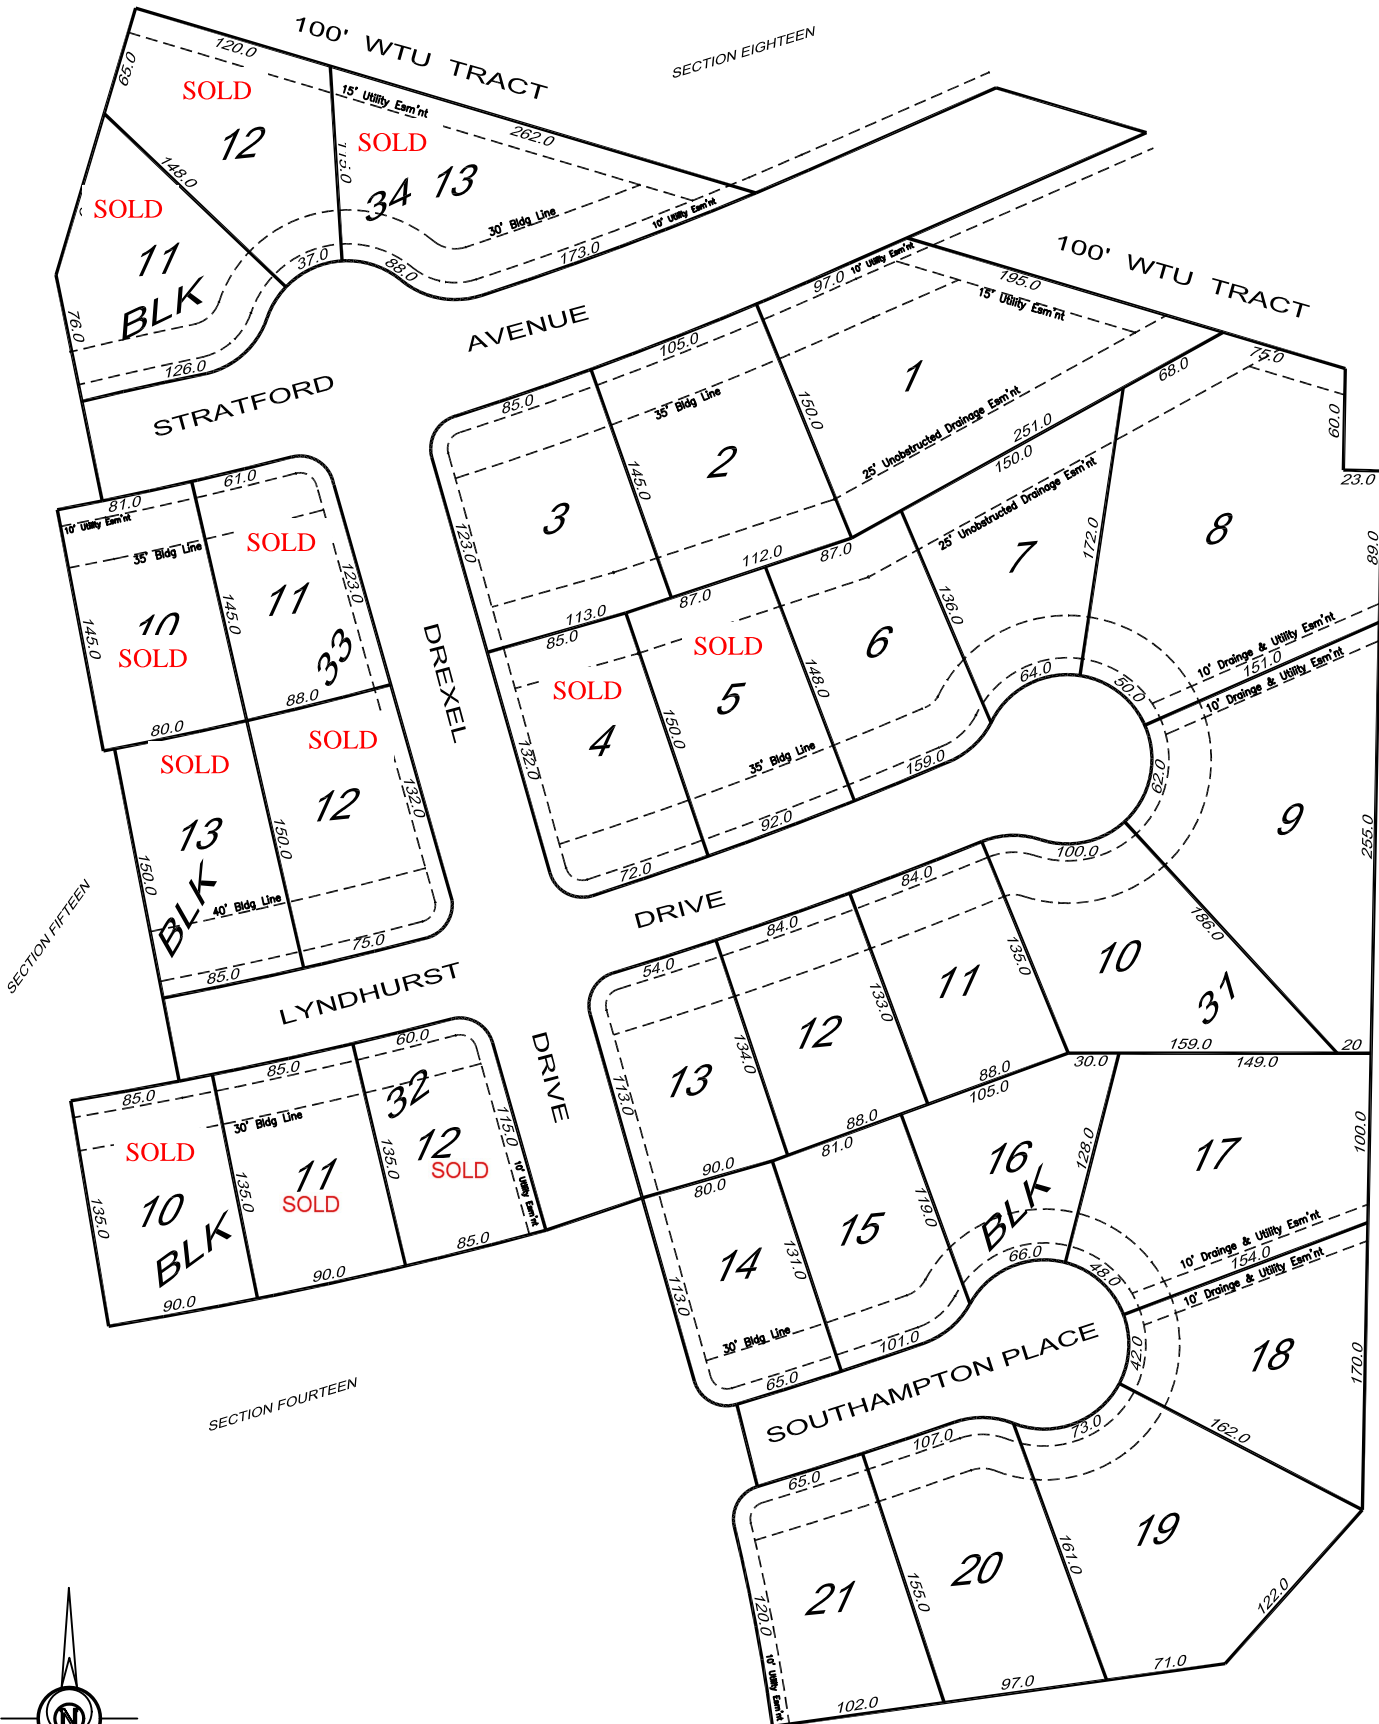 100' WTU TRACT
SECTION EIGHTEEN
120.0
65.0
SOLD
12
15' Utility Esm'nt
262.0
SOLD
34 13
148.0
SOLD
11
BLK
30' Bldg Line
10' Utility Esm'nt
173.0
37.0
88.0
76.0
126.0
100' WTU TRACT
195.0
15' Utility Esm'nt
97.0
10' Utility Esm'nt
STRATFORD AVENUE
105.0
75.0
68.0
60.0
23.0
85.0
35' Bldg Line
150.0
1
2
3
145.0
25' Unobstructed Drainage Esm'nt
251.0
150.0
123.0
112.0
87.0
113.0
87.0
81.0
61.0
10' Utility Esm'nt
35' Bldg Line
SOLD
11
33
123.0
10
SOLD
145.0
145.0
80.0
88.0
DREXEL
25' Unobstructed Drainage Esm'nt
7
172.0
8
89.0
136.0
6
85.0
SOLD
5
148.0
SOLD
4
150.0
132.0
35' Bldg Line
64.0
50.0
10' Drainge & Utility Esm'nt
151.0
10' Drainge & Utility Esm'nt
159.0
92.0
72.0
62.0
9
255.0
SOLD
13
BLK
SOLD
12
132.0
150.0
150.0
40' Bldg Line
75.0
85.0
SECTION FIFTEEN
LYNDHURST DRIVE
100.0
84.0
84.0
54.0
186.0
10
31
135.0
11
133.0
12
134.0
13
113.0
159.0
20
149.0
30.0
88.0
105.0
88.0
81.0
90.0
80.0
85.0
85.0
60.0
32
30' Bldg Line
SOLD
10
BLK
11
SOLD
12
SOLD
135.0
135.0
135.0
115.0
10' Utility Esm'nt
90.0
90.0
85.0
DRIVE
100.0
17
128.0
16
BLK
119.0
15
131.0
14
113.0
30' Bldg Line
66.0
48.0
10' Drainge & Utility Esm'nt
154.0
10' Drainge & Utility Esm'nt
101.0
65.0
42.0
18
170.0
SECTION FOURTEEN
SOUTHAMPTON PLACE
73.0
107.0
65.0
162.0
19
161.0
20
155.0
21
120.0
10' Utility Esm'nt
122.0
71.0
97.0
102.0
N